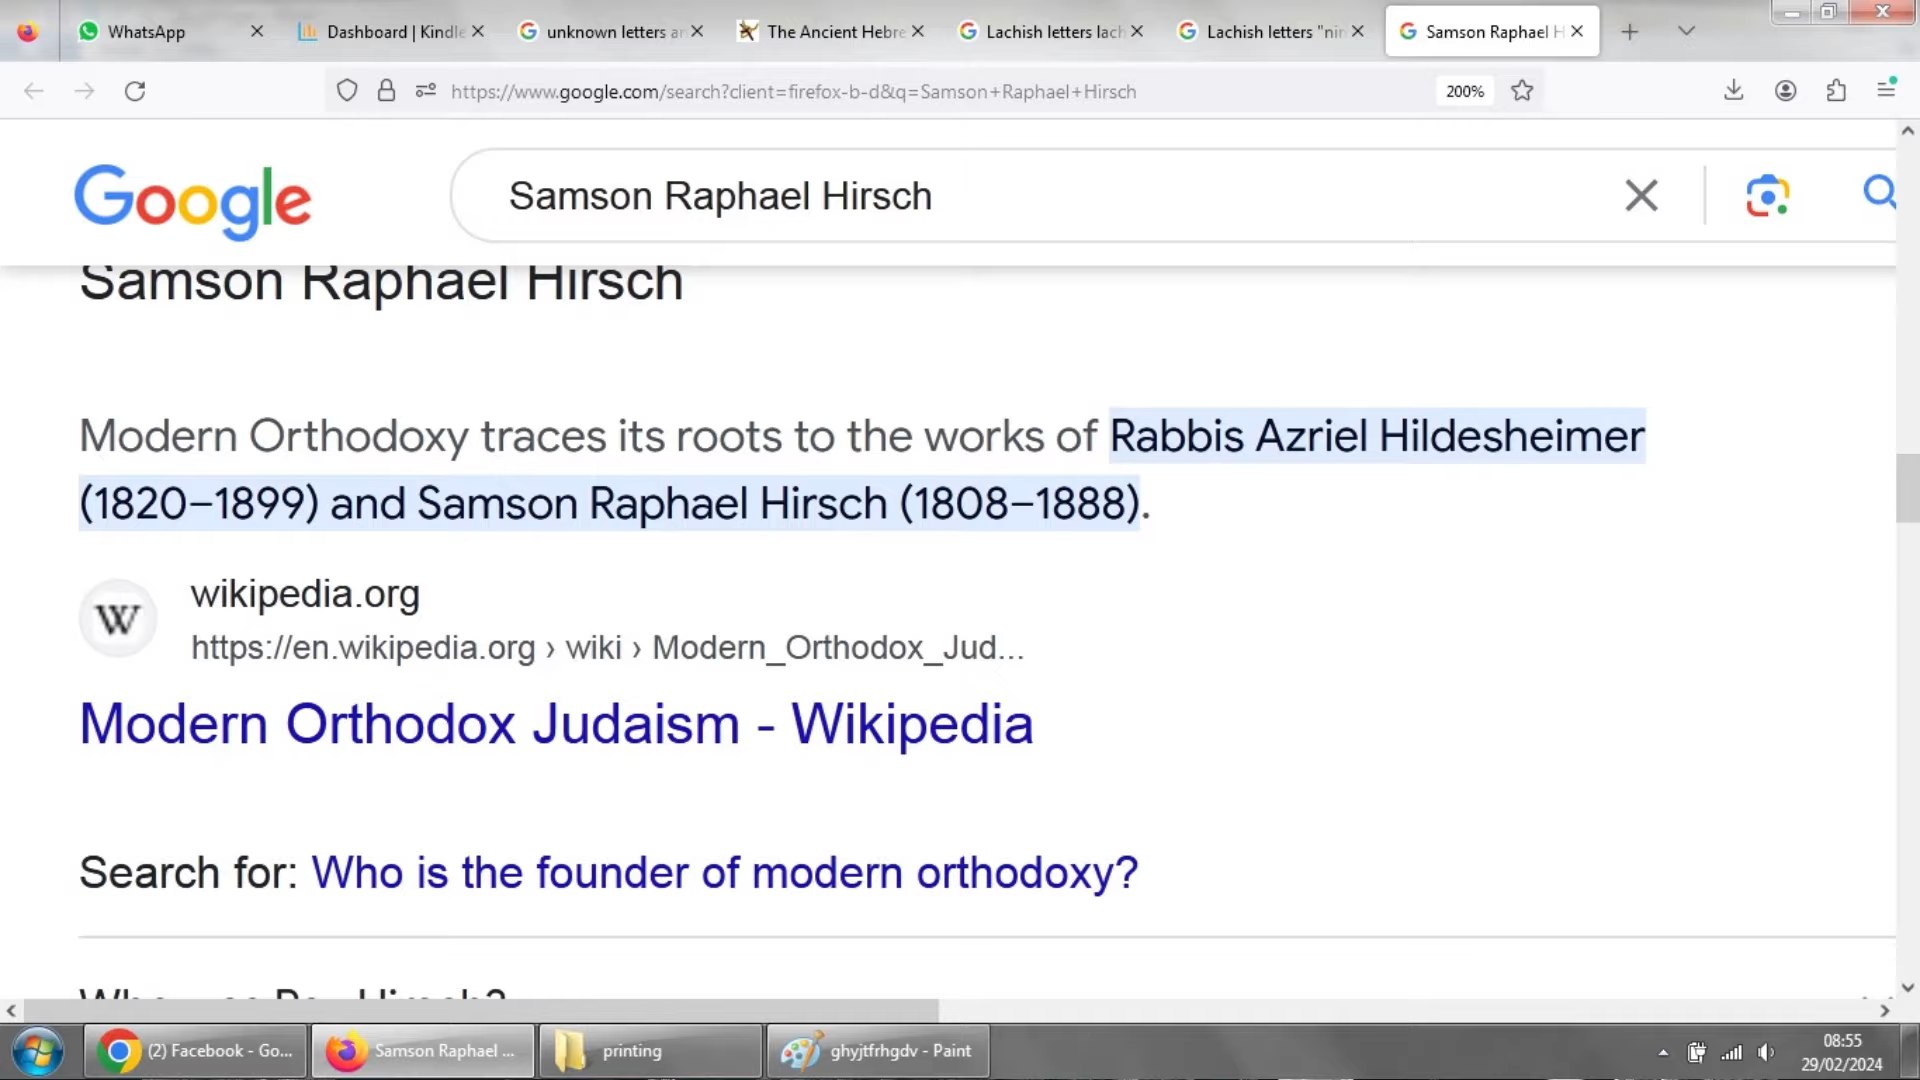 WhatsApp
Dashboard | Kindle
unknown letters a
The Ancient Hebre
Lachish letters lach
Lachish letters "nin
Samson Raphael H
https://www.google.com/search?client=firefox-b-d&q=Samson+Raphael+Hirsch
200%
Google
Samson Raphael Hirsch
Samson Raphael Hirsch
Modern Orthodoxy traces its roots to the works of Rabbis Azriel Hildesheimer
(1820–1899) and Samson Raphael Hirsch (1808–1888).
W
wikipedia.org
https://en.wikipedia.org › wiki › Modern_Orthodox_Jud...
Modern Orthodox Judaism - Wikipedia
Search for: Who is the founder of modern orthodoxy?
(2) Facebook - Go...
Samson Raphael ...
printing
ghyjtfrhgdv - Paint
08:55
29/02/2024